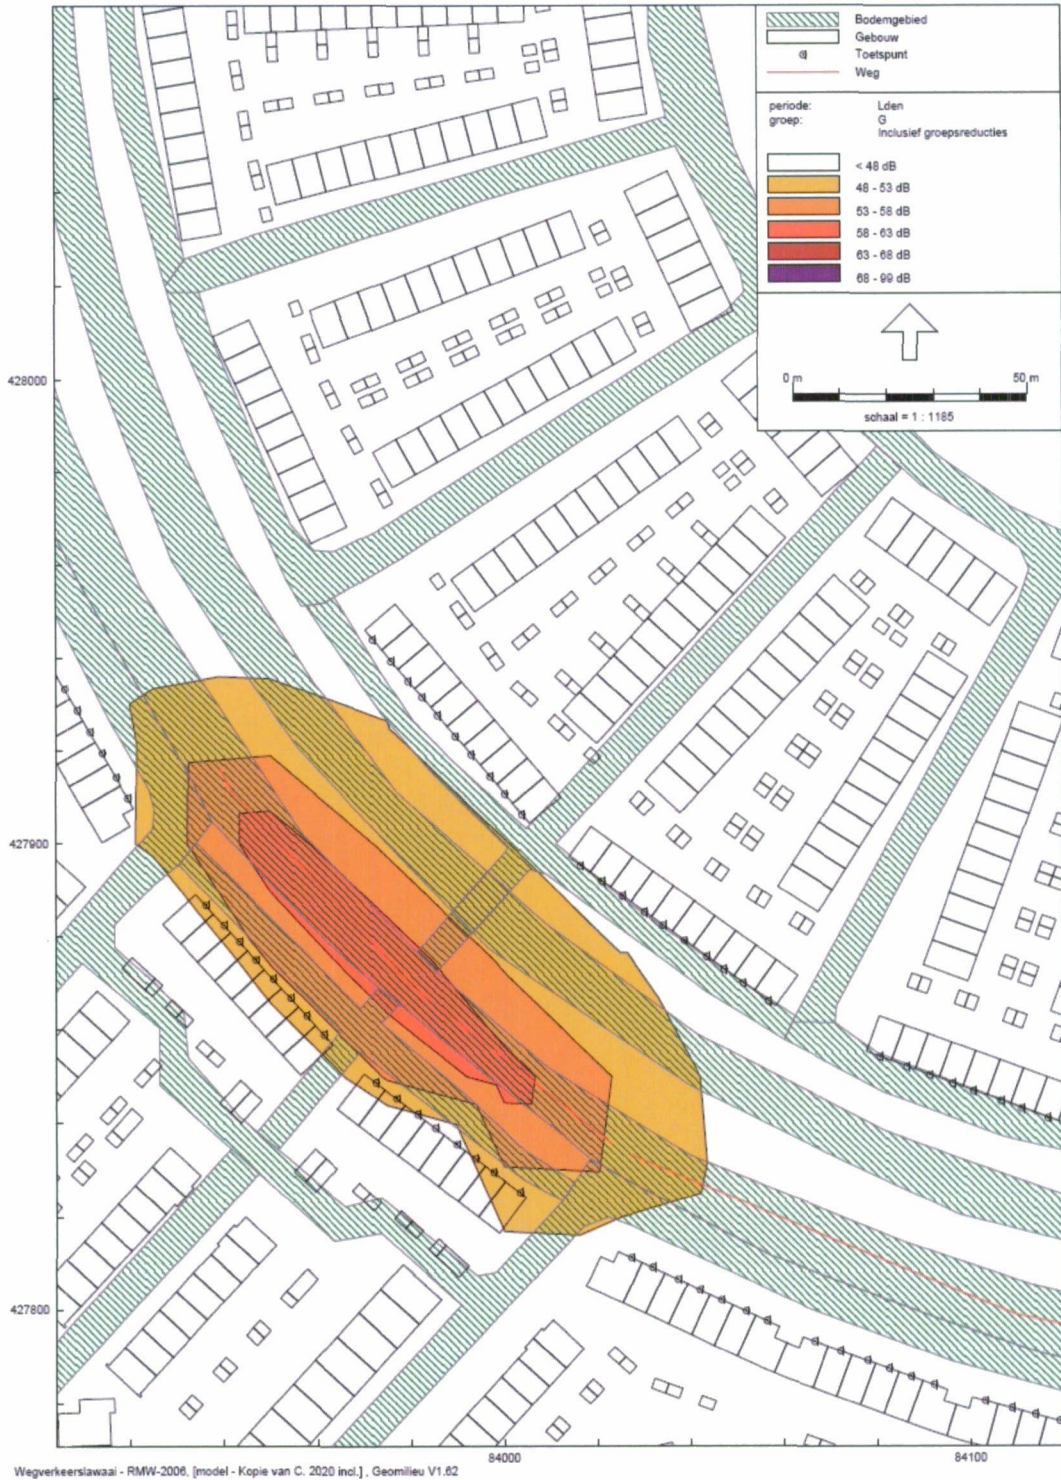 Bodemgebied
Gebouw
Toetspunt
Weg
periode: Lden
groep: G
Inclusief groepsreducties
< 48 dB
48 - 53 dB
53 - 58 dB
58 - 63 dB
63 - 68 dB
68 - 99 dB
0 m 50 m
schaal = 1 : 1185
428000
427900
427800
84000 84100
Wegverkeerslawaai - RMW-2006, [model - Kopie van C. 2020 incl.] , Geomilieu V1.62